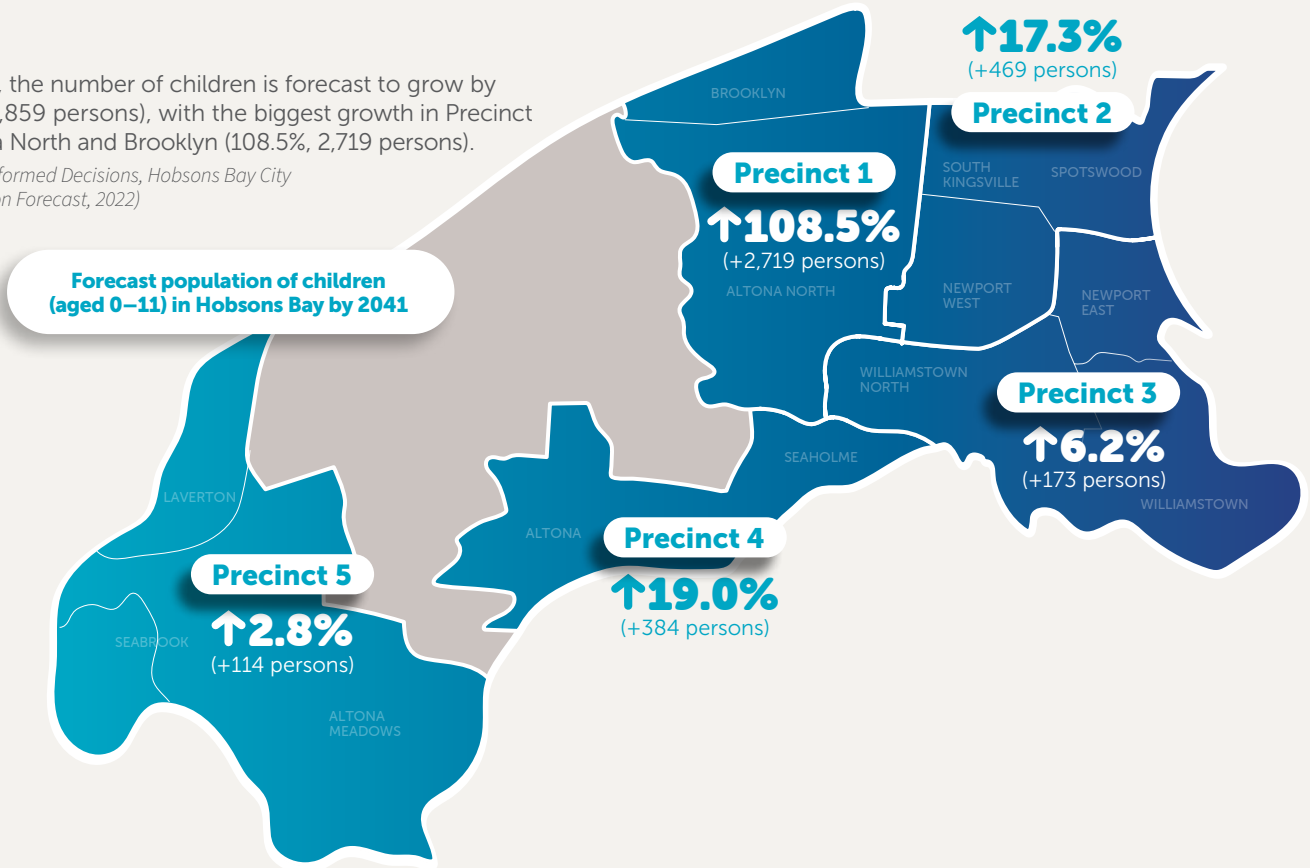 , the number of children is forecast to grow by
,859 persons), with the biggest growth in Precinct
a North and Brooklyn (108.5%, 2,719 persons).
formed Decisions, Hobsons Bay City
on Forecast, 2022)
Forecast population of children
(aged 0–11) in Hobsons Bay by 2041
↑17.3%
(+469 persons)
Precinct 2
BROOKLYN
SOUTH
KINGSVILLE
SPOTSWOOD
Precinct 1
↑108.5%
(+2,719 persons)
ALTONA NORTH
NEWPORT
WEST
NEWPORT
EAST
WILLIAMSTOWN
NORTH
Precinct 3
↑6.2%
(+173 persons)
WILLIAMSTOWN
SEAHOLME
LAVERTON
ALTONA
Precinct 4
↑19.0%
(+384 persons)
Precinct 5
↑2.8%
(+114 persons)
SEABROOK
ALTONA
MEADOWS